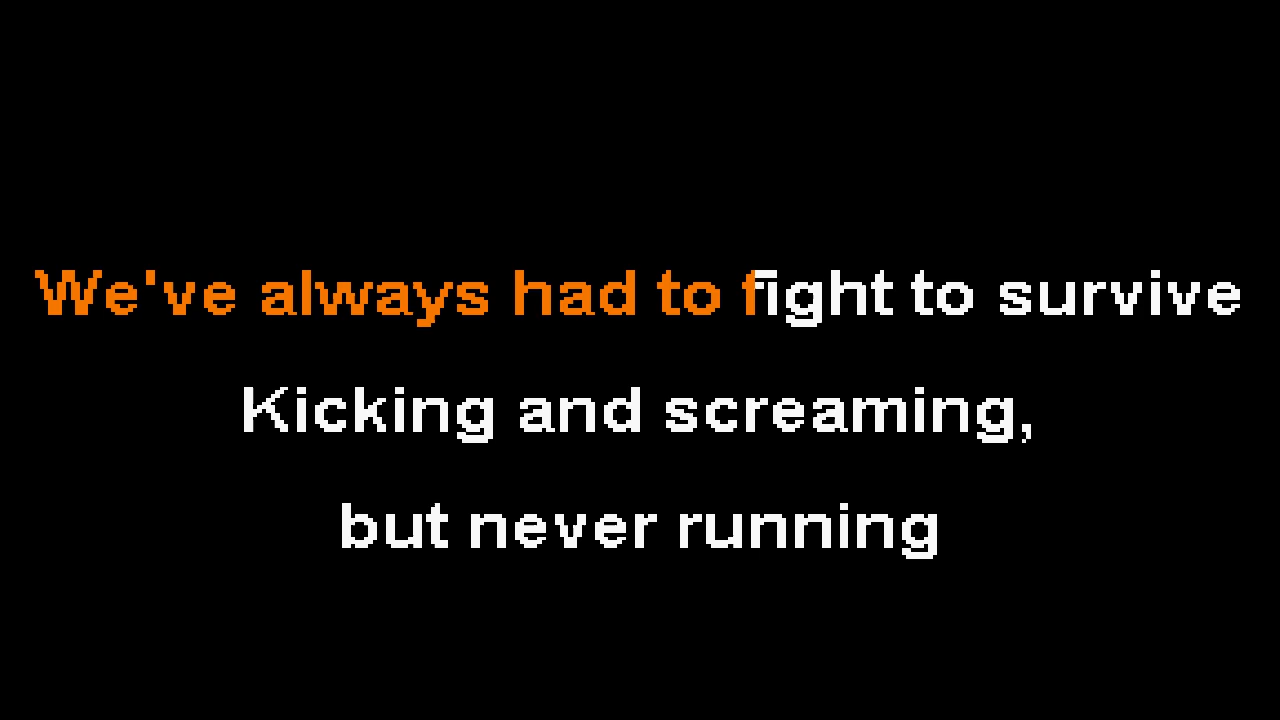 We've always had to fight to survive
Kicking and screaming,
but never running